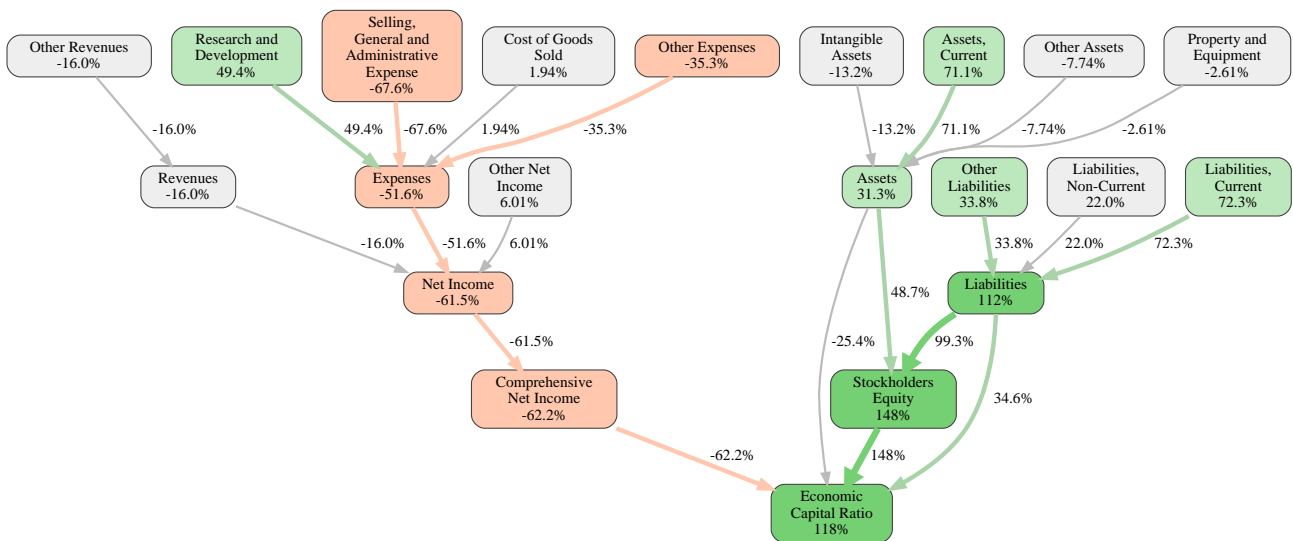 Other Revenues
-16.0%
Research and
Development
49.4%
Selling,
General and
Administrative
Expense
-67.6%
Cost of Goods
Sold
1.94%
Other Expenses
-35.3%
Intangible
Assets
-13.2%
Assets,
Current
71.1%
Other Assets
-7.74%
Property and
Equipment
-2.61%
-16.0%
49.4%
-67.6%
1.94%
-35.3%
-13.2%
71.1%
-7.74%
-2.61%
Revenues
-16.0%
Expenses
-51.6%
Other Net
Income
6.01%
Assets
31.3%
Other
Liabilities
33.8%
Liabilities,
Non-Current
22.0%
Liabilities,
Current
72.3%
-16.0%
-51.6%
6.01%
33.8%
22.0%
72.3%
Net Income
-61.5%
48.7%
Liabilities
112%
-61.5%
-25.4%
99.3%
Comprehensive
Net Income
-62.2%
Stockholders
Equity
148%
34.6%
-62.2%
148%
Economic
Capital Ratio
118%